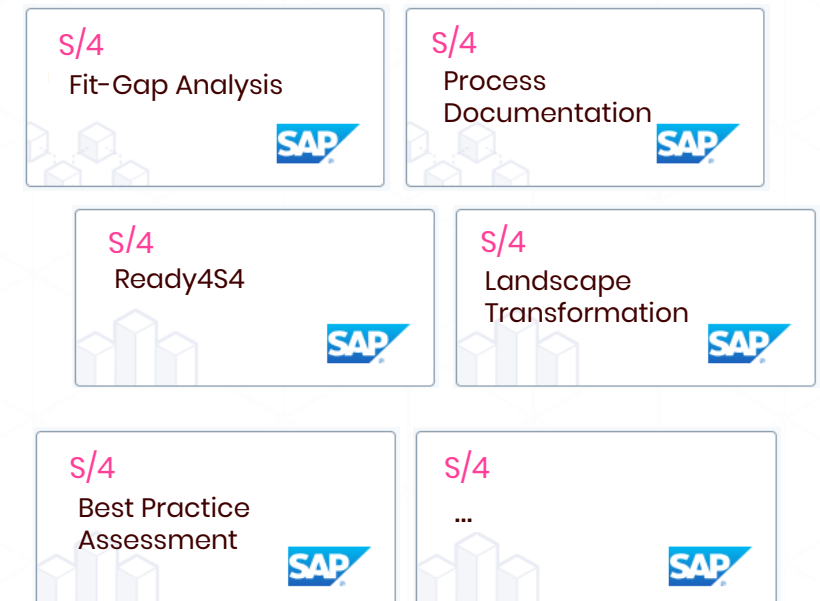 S/4
Fit-Gap Analysis
SAP
S/4
Process
Documentation
SAP
S/4
Ready4S4
SAP
S/4
Landscape
Transformation
SAP
S/4
Best Practice
Assessment
SAP
S/4
...
SAP